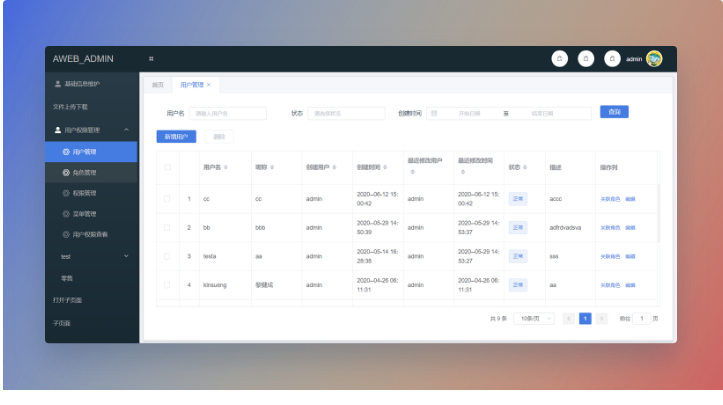 AWEB_ADMIN
admin
基础信息维护
文件上传下载
用户权限管理
用户管理
角色管理
权限管理
菜单管理
用户权限查看
test
零售
打开子页面
子页面
首页 用户管理 ×
用户名 请输入用户名 状态 请选择状态 创建时间 开始日期 至 结束日期 查询
新增用户 删除
用户名 昵称 创建用户 创建时间 最近修改用户 最近修改时间 状态 描述 操作列
1 cc cc admin 2020-06-12 15:00:42 admin 2020-06-12 15:00:42 正常 accc 关联角色 编辑
2 bb bbb admin 2020-05-29 14:50:39 admin 2020-05-29 14:53:37 正常 adfrdvadsva 关联角色 编辑
3 testa aa admin 2020-05-14 16:28:36 admin 2020-05-29 14:53:27 正常 sss 关联角色 编辑
4 kinsueng 黎健成 admin 2020-04-26 06:11:31 admin 2020-04-26 06:11:31 正常 aa 关联角色 编辑
共 9 条 10条/页 < 1 > 前往 1 页